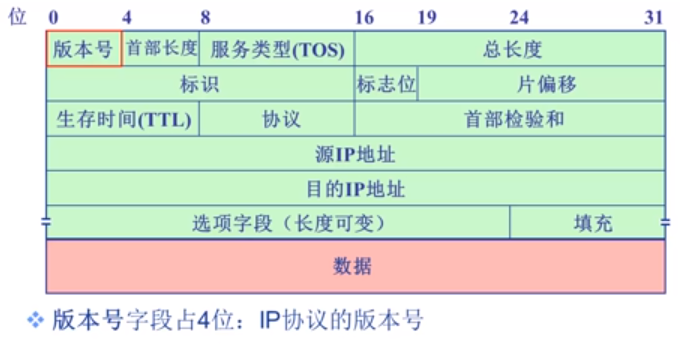 位 0 4 8 16 19 24 31
版本号 首部长度 服务类型(TOS) 总长度
标识 标志位 片偏移
生存时间(TTL) 协议 首部检验和
源IP地址
目的IP地址
选项字段（长度可变） 填充
数据
版本号字段占4位：IP协议的版本号